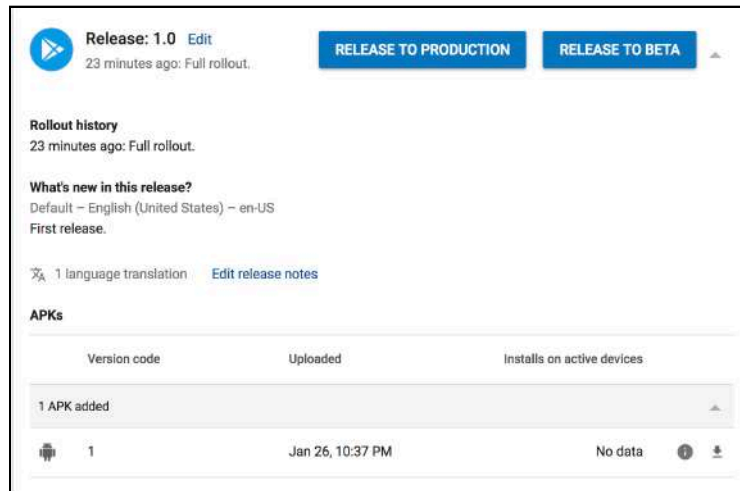 Release: 1.0 Edit
23 minutes ago: Full rollout.
RELEASE TO PRODUCTION
RELEASE TO BETA
Rollout history
23 minutes ago: Full rollout.
What's new in this release?
Default – English (United States) – en-US
First release.
1 language translation Edit release notes
APKs
Version code Uploaded Installs on active devices
1 APK added
1 Jan 26, 10:37 PM No data